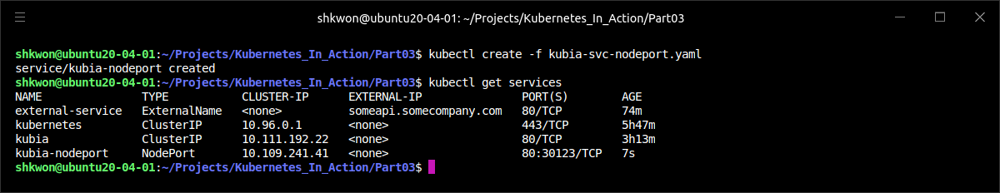 shkwon@ubuntu20-04-01: ~/Projects/Kubernetes_In_Action/Part03
shkwon@ubuntu20-04-01:~/Projects/Kubernetes_In_Action/Part03$ kubectl create -f kubia-svc-nodeport.yaml
service/kubia-nodeport created
shkwon@ubuntu20-04-01:~/Projects/Kubernetes_In_Action/Part03$ kubectl get services
NAME               TYPE           CLUSTER-IP      EXTERNAL-IP               PORT(S)        AGE
external-service   ExternalName   <none>          someapi.somecompany.com   80/TCP         74m
kubernetes         ClusterIP      10.96.0.1       <none>                    443/TCP        5h47m
kubia              ClusterIP      10.111.192.22   <none>                    80/TCP         3h13m
kubia-nodeport     NodePort       10.109.241.41   <none>                    80:30123/TCP   7s
shkwon@ubuntu20-04-01:~/Projects/Kubernetes_In_Action/Part03$